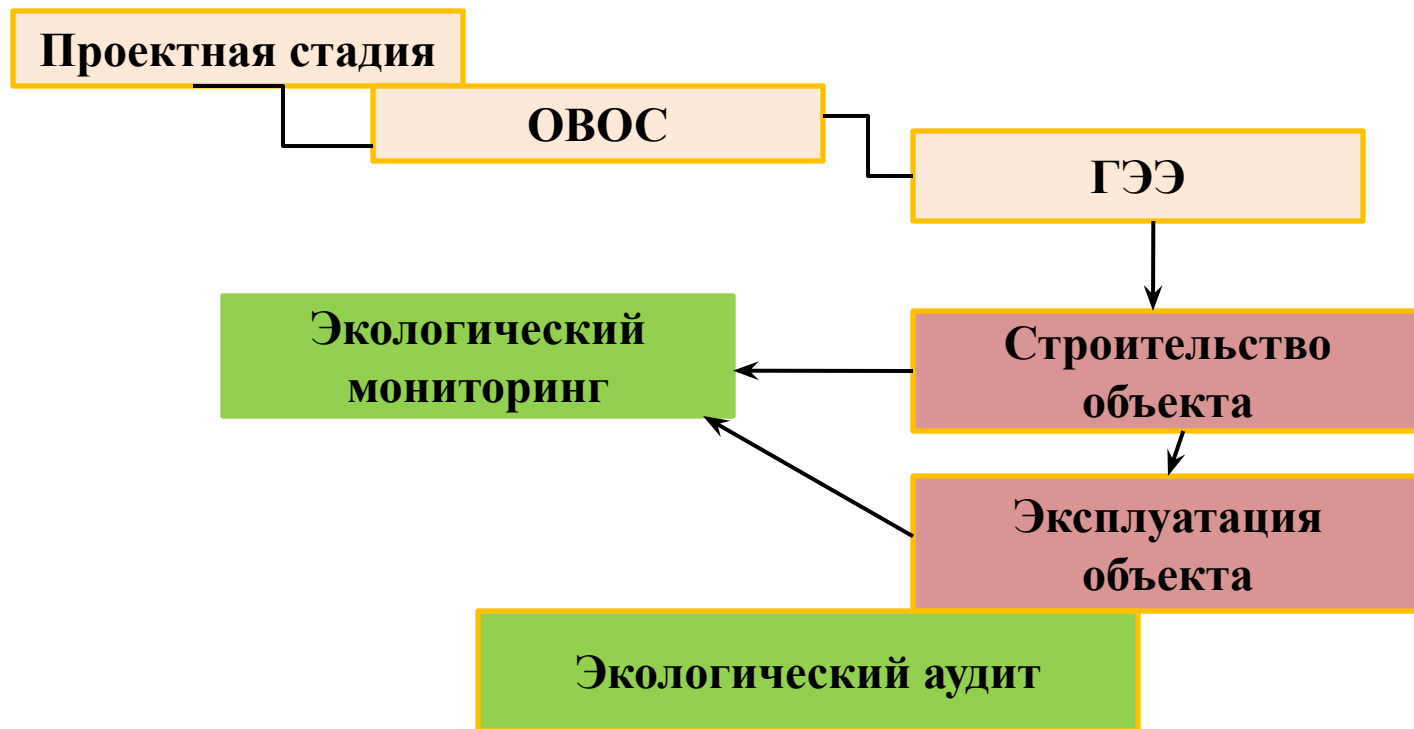 Проектная стадия
ОВОС
ГЭЭ
Экологический
мониторинг
Строительство
объекта
Эксплуатация
объекта
Экологический аудит